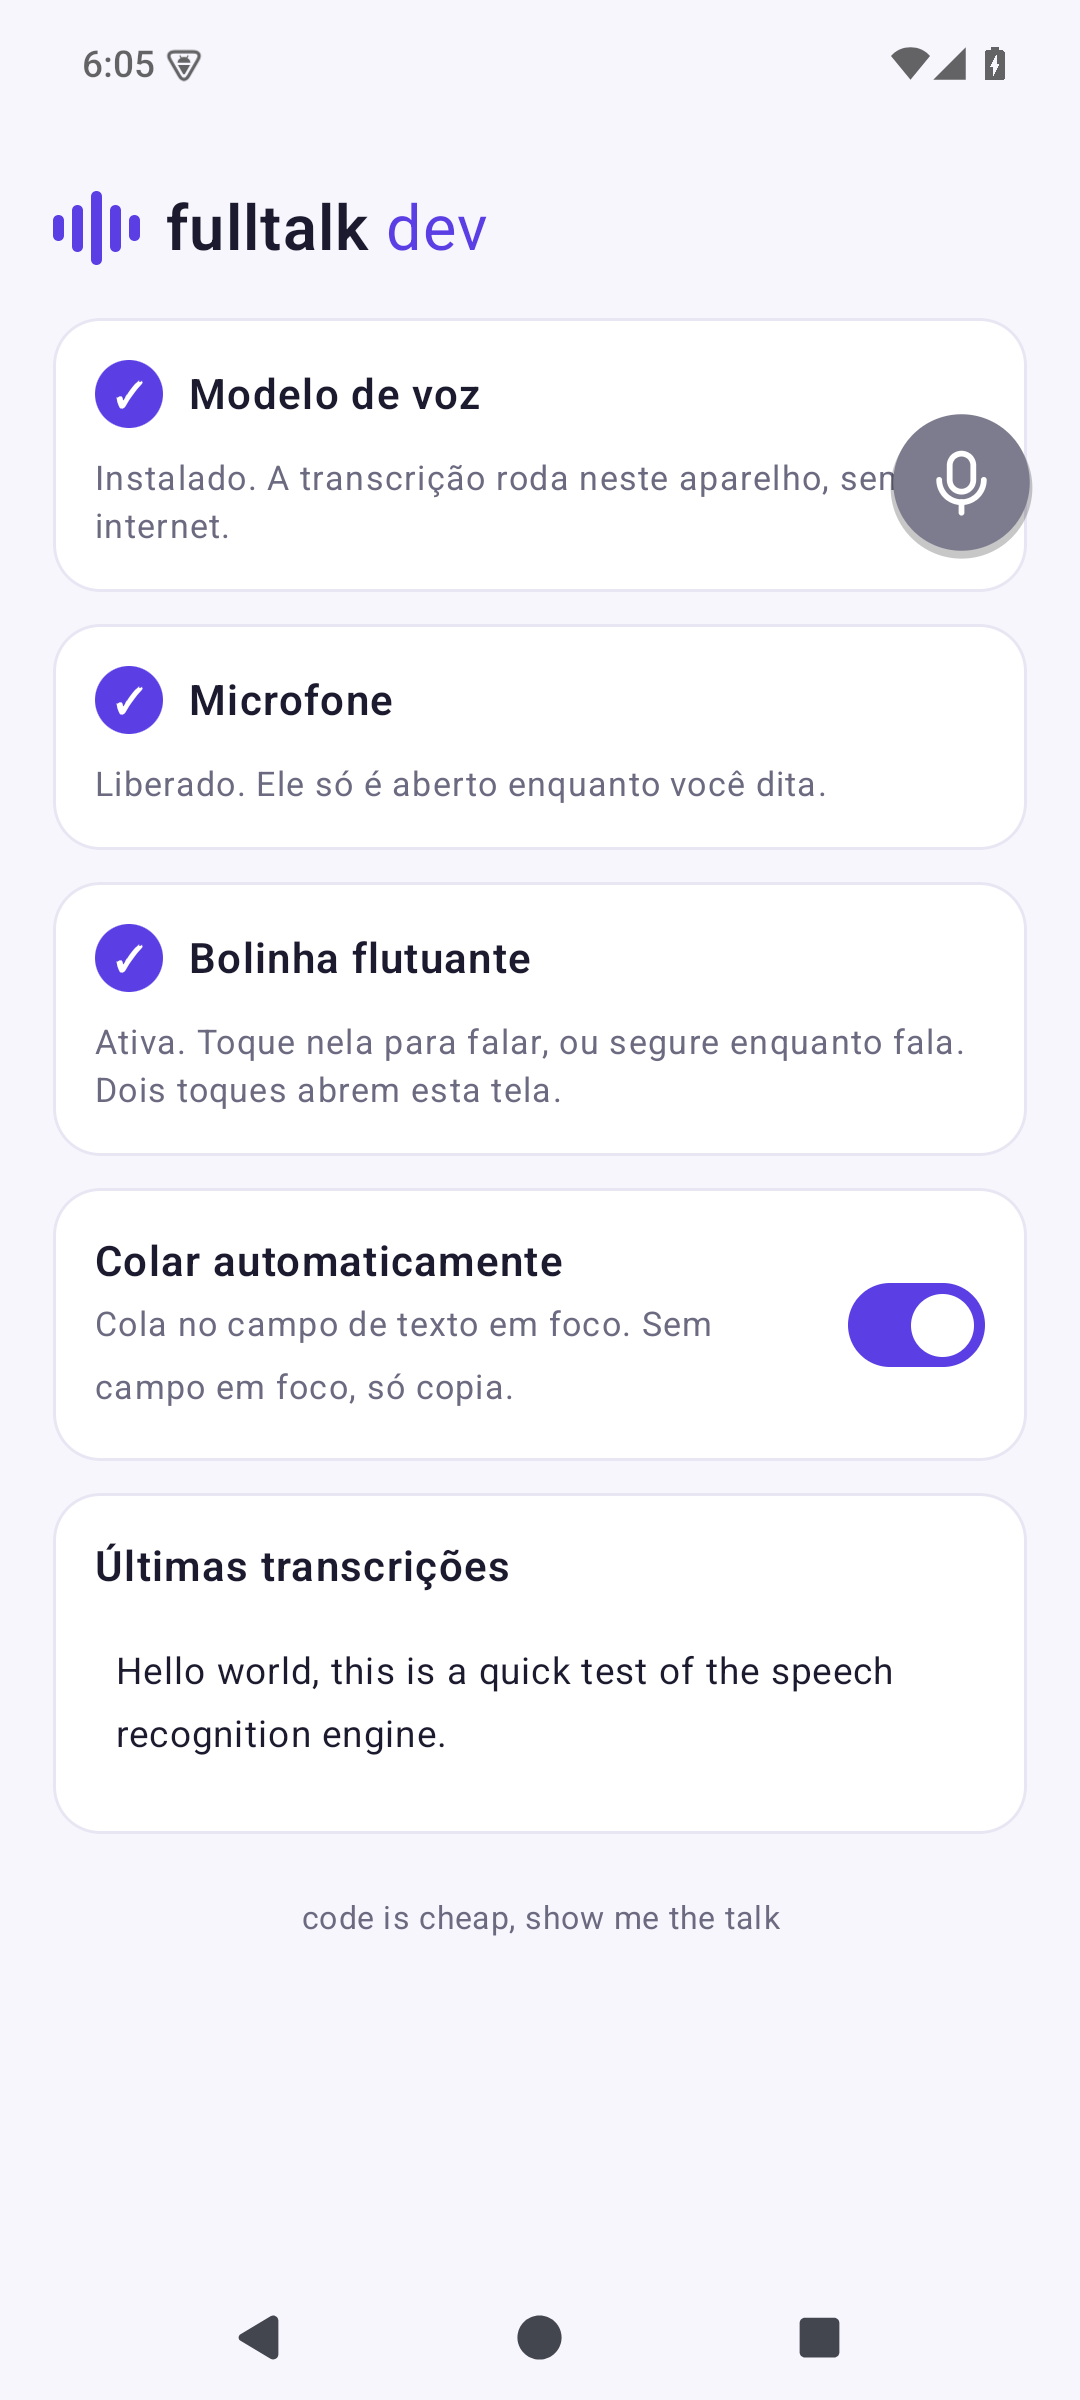 6:05
fulltalk dev
✓ Modelo de voz
Instalado. A transcrição roda neste aparelho,
internet.
✓ Microfone
Liberado. Ele só é aberto enquanto você dita.
✓ Bolinha flutuante
Ativa. Toque nela para falar, ou segure enquanto fala.
Dois toques abrem esta tela.
Colar automaticamente
Cola no campo de texto em foco. Sem
campo em foco, só copia.
Últimas transcrições
Hello world, this is a quick test of the speech
recognition engine.
code is cheap, show me the talk